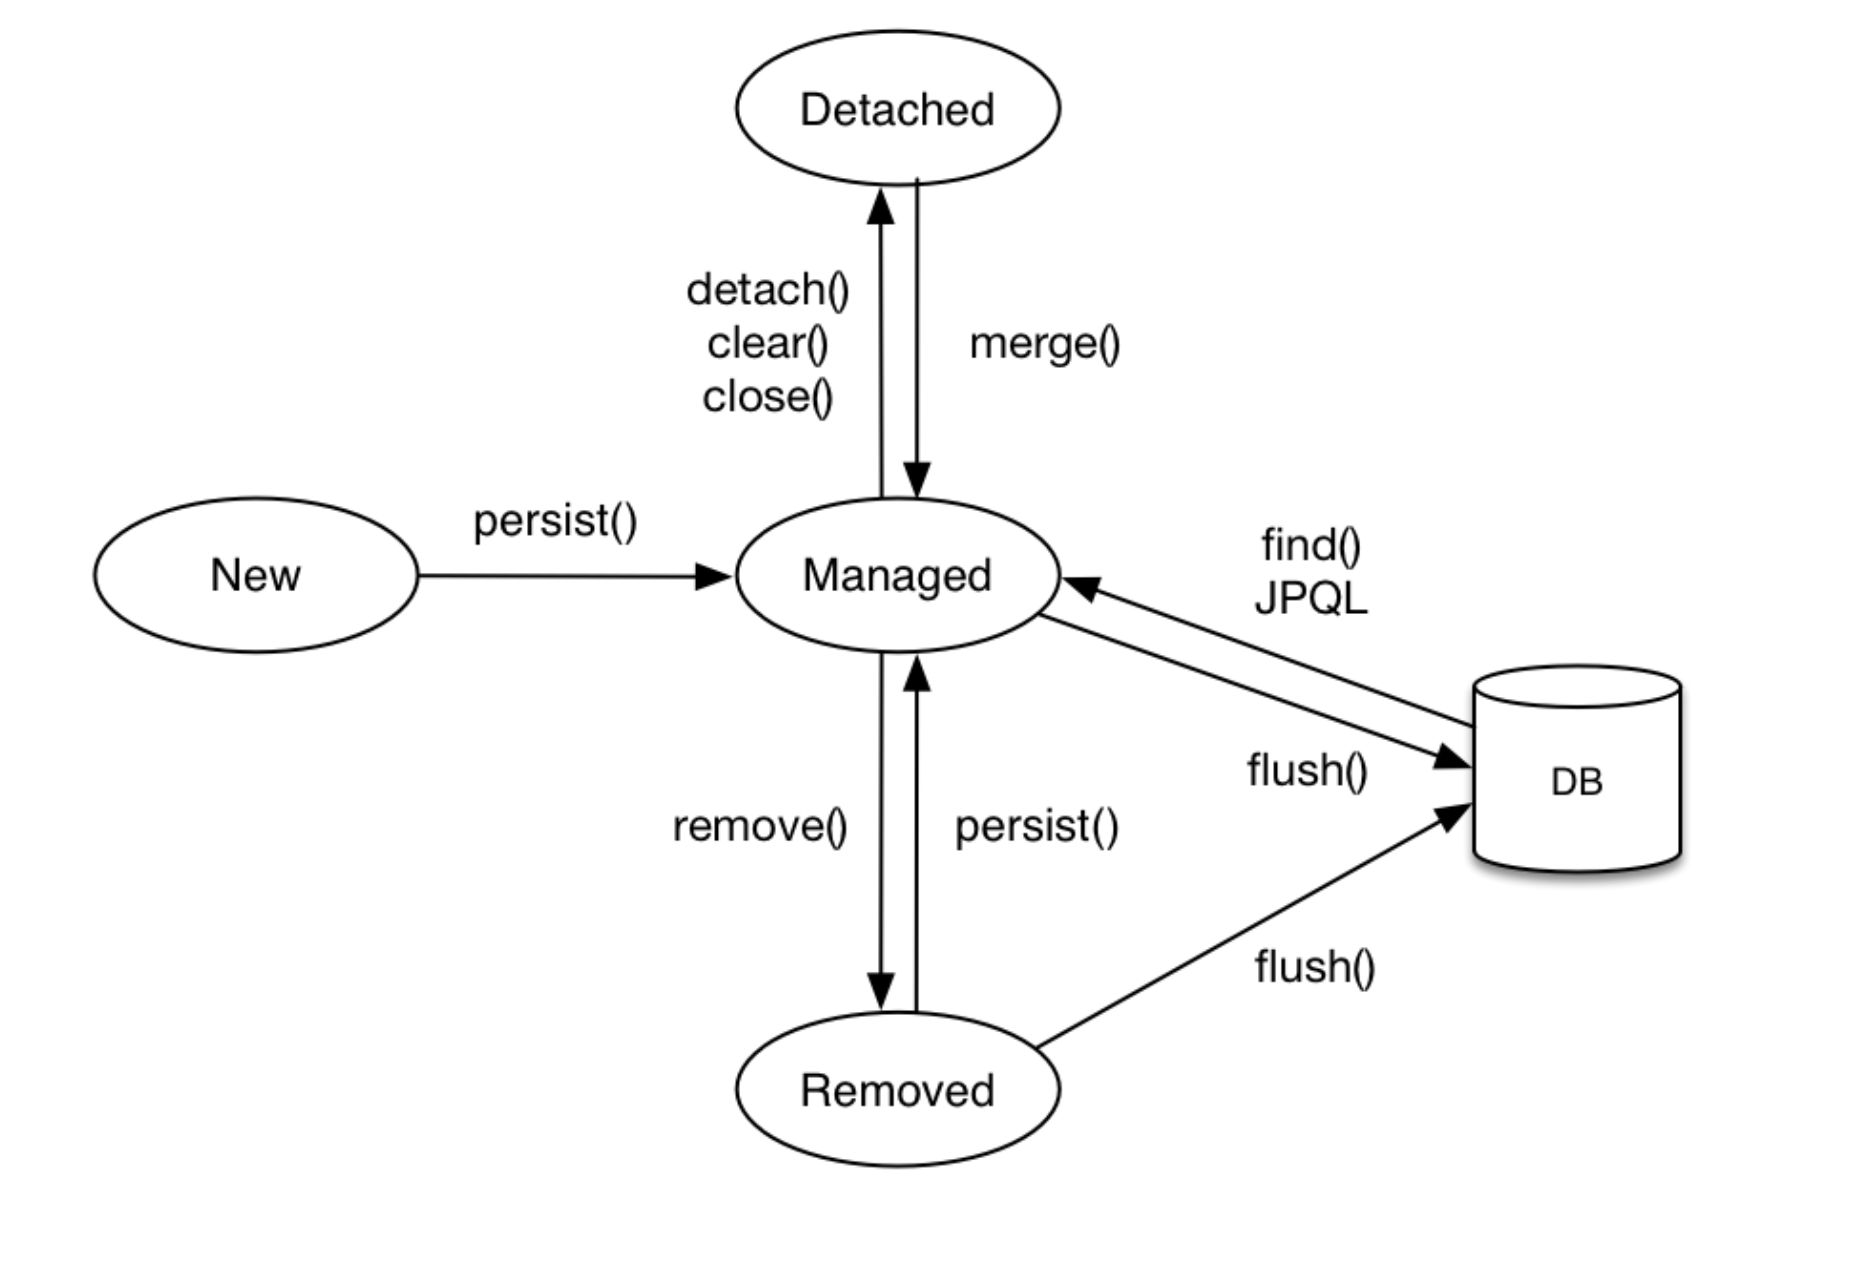 Detached
detach()
clear()
close()
merge()
New
persist()
Managed
find()
JPQL
flush()
DB
remove()
persist()
flush()
Removed